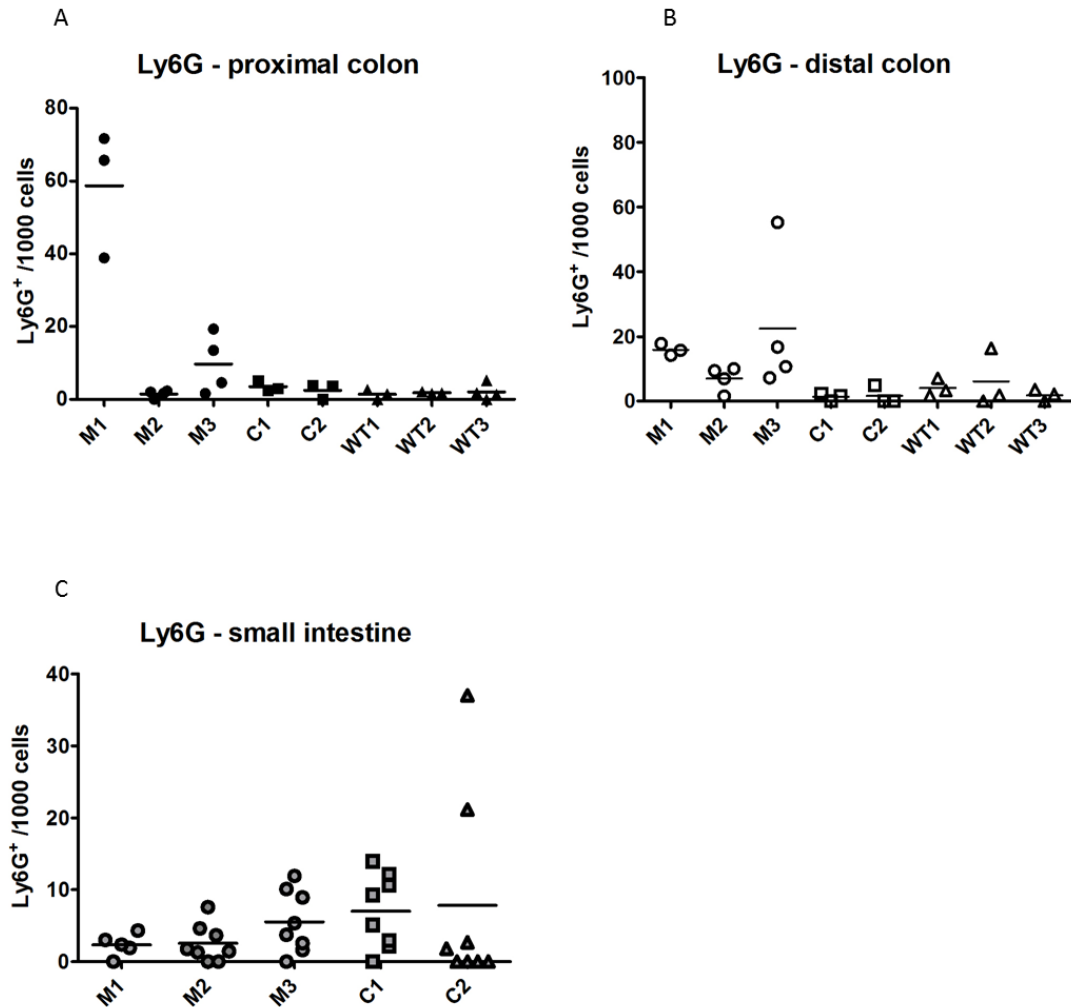 A
Ly6G - proximal colon
Ly6G+ /1000 cells
80
60
40
20
0
M1 M2 M3 C1 C2 WT1 WT2 WT3
B
Ly6G - distal colon
Ly6G+ /1000 cells
100
80
60
40
20
0
M1 M2 M3 C1 C2 WT1 WT2 WT3
C
Ly6G - small intestine
Ly6G+ /1000 cells
40
30
20
10
0
M1 M2 M3 C1 C2